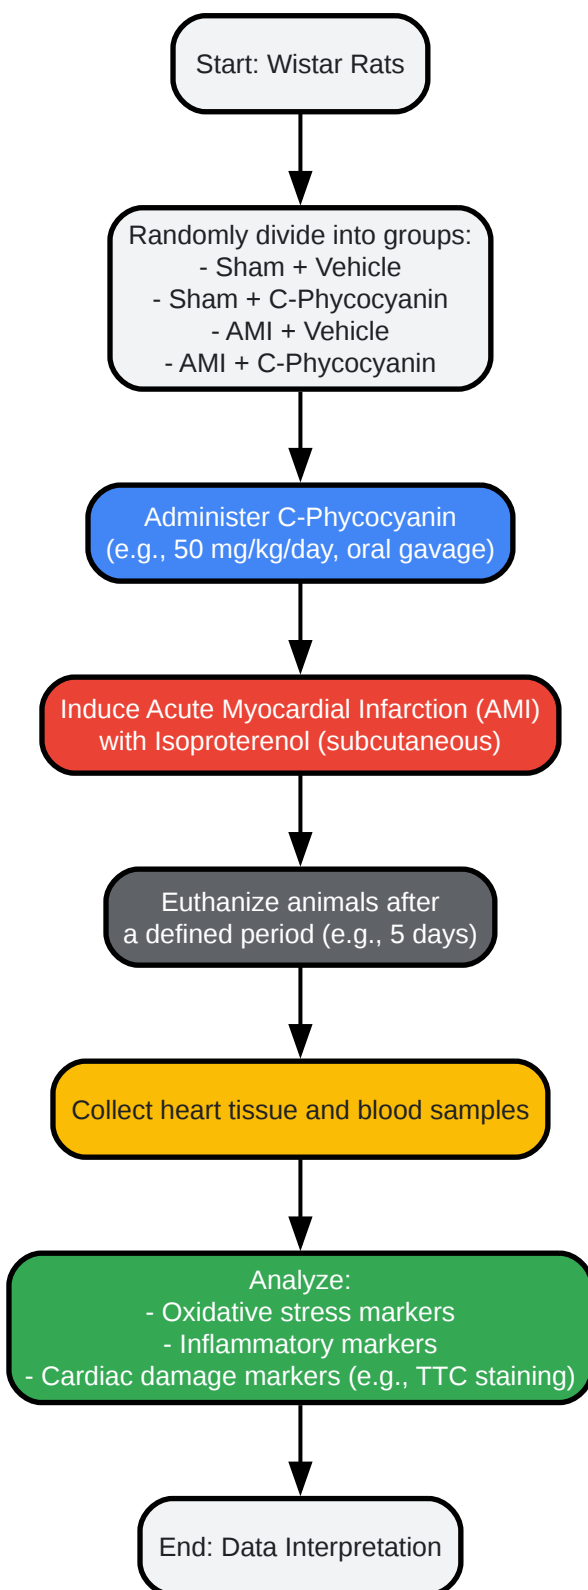 Start: Wistar Rats
Randomly divide into groups:
- Sham + Vehicle
- Sham + C-Phycocyanin
- AMI + Vehicle
- AMI + C-Phycocyanin
Administer C-Phycocyanin
(e.g., 50 mg/kg/day, oral gavage)
Induce Acute Myocardial Infarction (AMI)
with Isoproterenol (subcutaneous)
Euthanize animals after
a defined period (e.g., 5 days)
Collect heart tissue and blood samples
Analyze:
- Oxidative stress markers
- Inflammatory markers
- Cardiac damage markers (e.g., TTC staining)
End: Data Interpretation